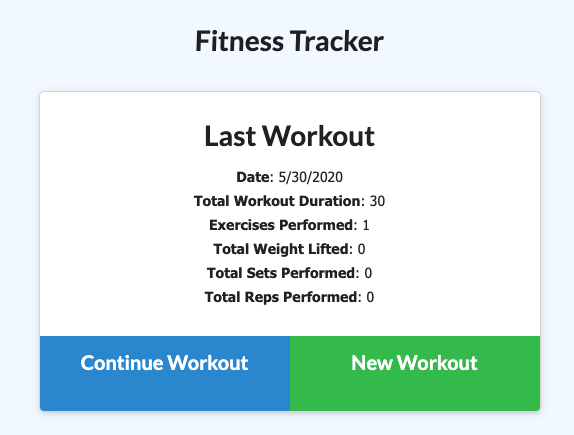 Fitness Tracker
Last Workout
Date: 5/30/2020
Total Workout Duration: 30
Exercises Performed: 1
Total Weight Lifted: 0
Total Sets Performed: 0
Total Reps Performed: 0
Continue Workout
New Workout